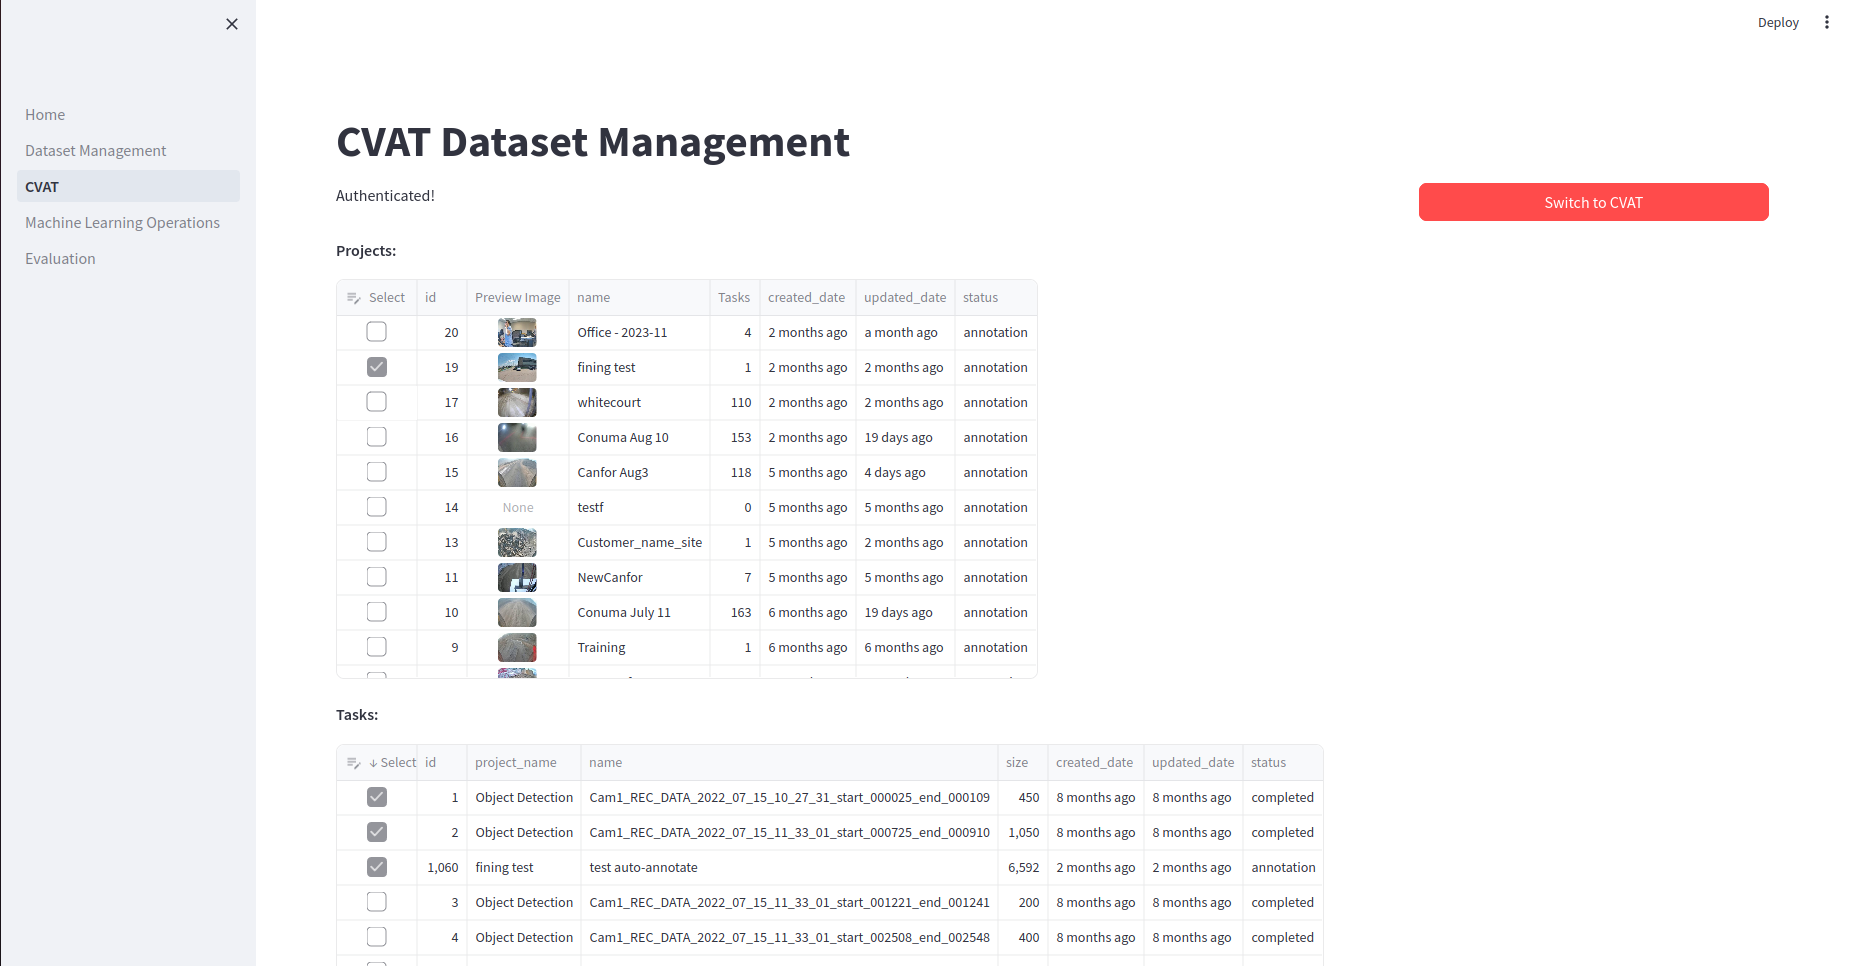 Deploy
Home
Dataset Management
CVAT
Machine Learning Operations
Evaluation
CVAT Dataset Management
Authenticated!
Switch to CVAT
Projects:
Select id Preview Image name Tasks created_date updated_date status
20 Office - 2023-11 4 2 months ago a month ago annotation
19 fining test 1 2 months ago 2 months ago annotation
17 whitecourt 110 2 months ago 2 months ago annotation
16 Conuma Aug 10 153 2 months ago 19 days ago annotation
15 Canfor Aug3 118 5 months ago 4 days ago annotation
14 None testf 0 5 months ago 5 months ago annotation
13 Customer_name_site 1 5 months ago 2 months ago annotation
11 NewCanfor 7 5 months ago 5 months ago annotation
10 Conuma July 11 163 6 months ago 19 days ago annotation
9 Training 1 6 months ago 6 months ago annotation
Tasks:
↓ Select id project_name name size created_date updated_date status
1 Object Detection Cam1_REC_DATA_2022_07_15_10_27_31_start_000025_end_000109 450 8 months ago 8 months ago completed
2 Object Detection Cam1_REC_DATA_2022_07_15_11_33_01_start_000725_end_000910 1,050 8 months ago 8 months ago completed
1,060 fining test test auto-annotate 6,592 2 months ago 2 months ago annotation
3 Object Detection Cam1_REC_DATA_2022_07_15_11_33_01_start_001221_end_001241 200 8 months ago 8 months ago completed
4 Object Detection Cam1_REC_DATA_2022_07_15_11_33_01_start_002508_end_002548 400 8 months ago 8 months ago completed